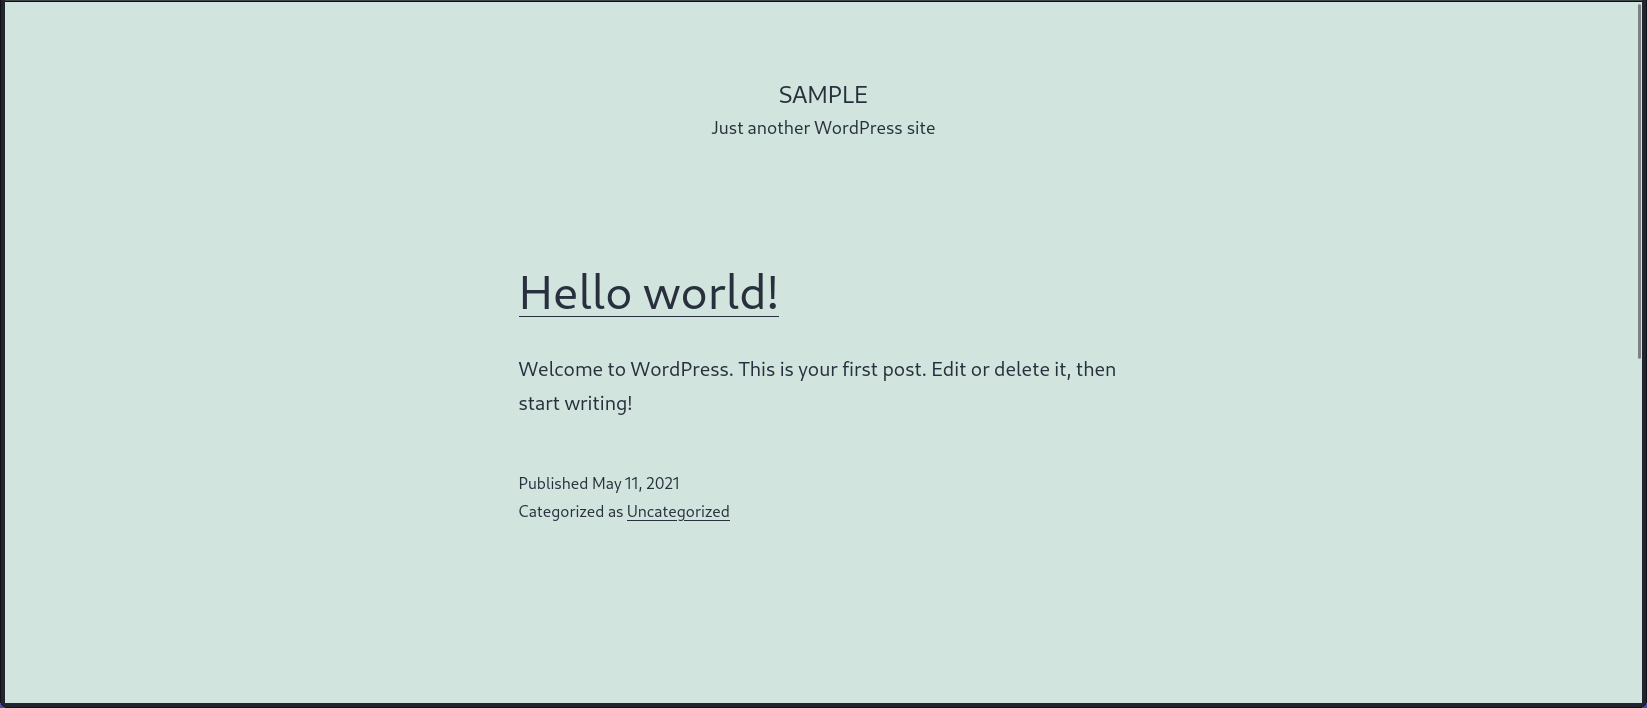 SAMPLE
Just another WordPress site
Hello world!
Welcome to WordPress. This is your first post. Edit or delete it, then
start writing!
Published May 11, 2021
Categorized as Uncategorized